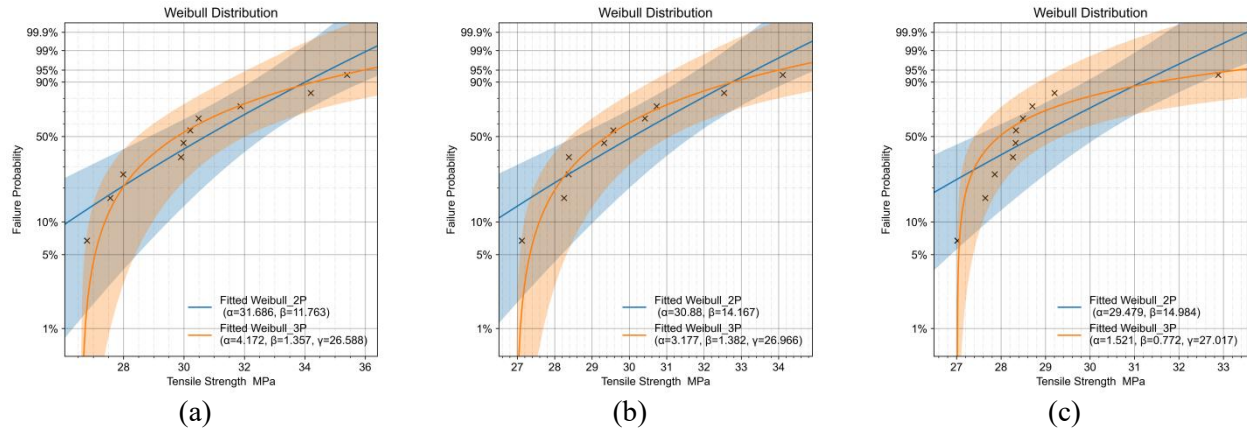 Weibull Distribution
99.9%
99%
95%
90%
50%
10%
5%
1%
Failure Probability
Fitted Weibull_2P
(α=31.686, β=11.763)
Fitted Weibull_3P
(α=4.172, β=1.357, γ=26.588)
28 30 32 34 36
Tensile Strength MPa
(a)
Weibull Distribution
99.9%
99%
95%
90%
50%
10%
5%
1%
Failure Probability
Fitted Weibull_2P
(α=30.88, β=14.167)
Fitted Weibull_3P
(α=3.177, β=1.382, γ=26.966)
27 28 29 30 31 32 33 34
Tensile Strength MPa
(b)
Weibull Distribution
99.9%
99%
95%
90%
50%
10%
5%
1%
Failure Probability
Fitted Weibull_2P
(α=29.479, β=14.984)
Fitted Weibull_3P
(α=1.521, β=0.772, γ=27.017)
27 28 29 30 31 32 33
Tensile Strength MPa
(c)